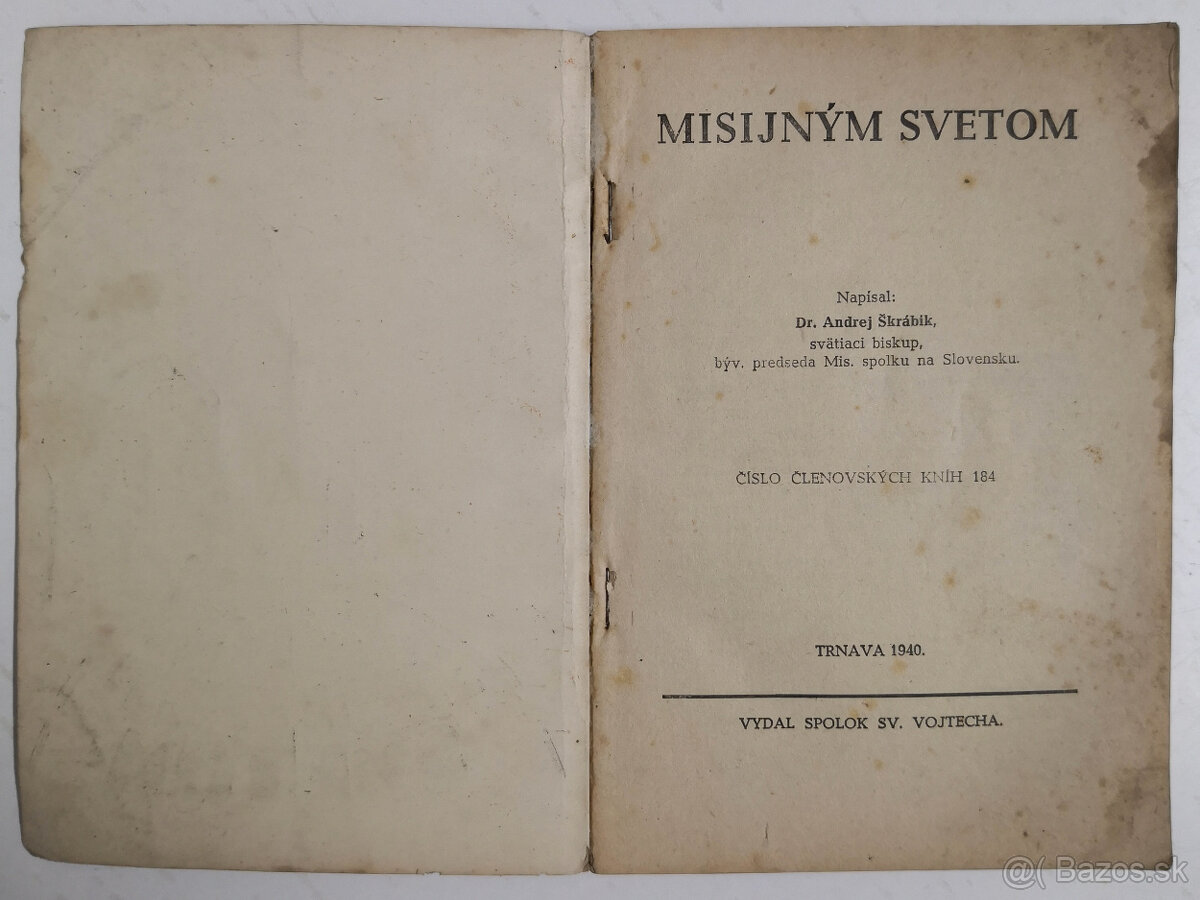 MISIJNÝM SVETOM
Napísal:
Dr. Andrej Škrábik,
svätiaci biskup,
býv. predseda Mis. spolku na Slovensku.
ČÍSLO ČLENOVSKÝCH KNÍH 184
TRNAVA 1940.
VYDAL SPOLOK SV. VOJTECHA.
@( Bazos.sk